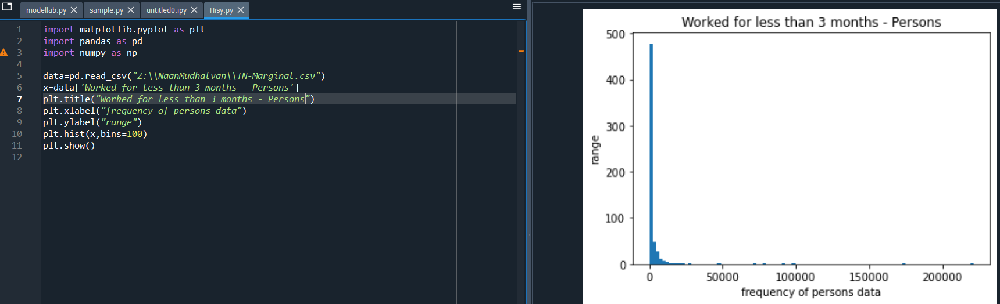 modellab.py
sample.py
untitled0.ipy
Hisy.py
1 import matplotlib.pyplot as plt
2 import pandas as pd
3 import numpy as np
4
5 data=pd.read_csv("Z:\\NaanMudhalvan\\TN-Marginal.csv")
6 x=data['Worked for less than 3 months - Persons']
7 plt.title("Worked for less than 3 months - Persons")
8 plt.xlabel("frequency of persons data")
9 plt.ylabel("range")
10 plt.hist(x,bins=100)
11 plt.show()
12
Worked for less than 3 months - Persons
500
400
300
200
100
0
range
0 50000 100000 150000 200000
frequency of persons data